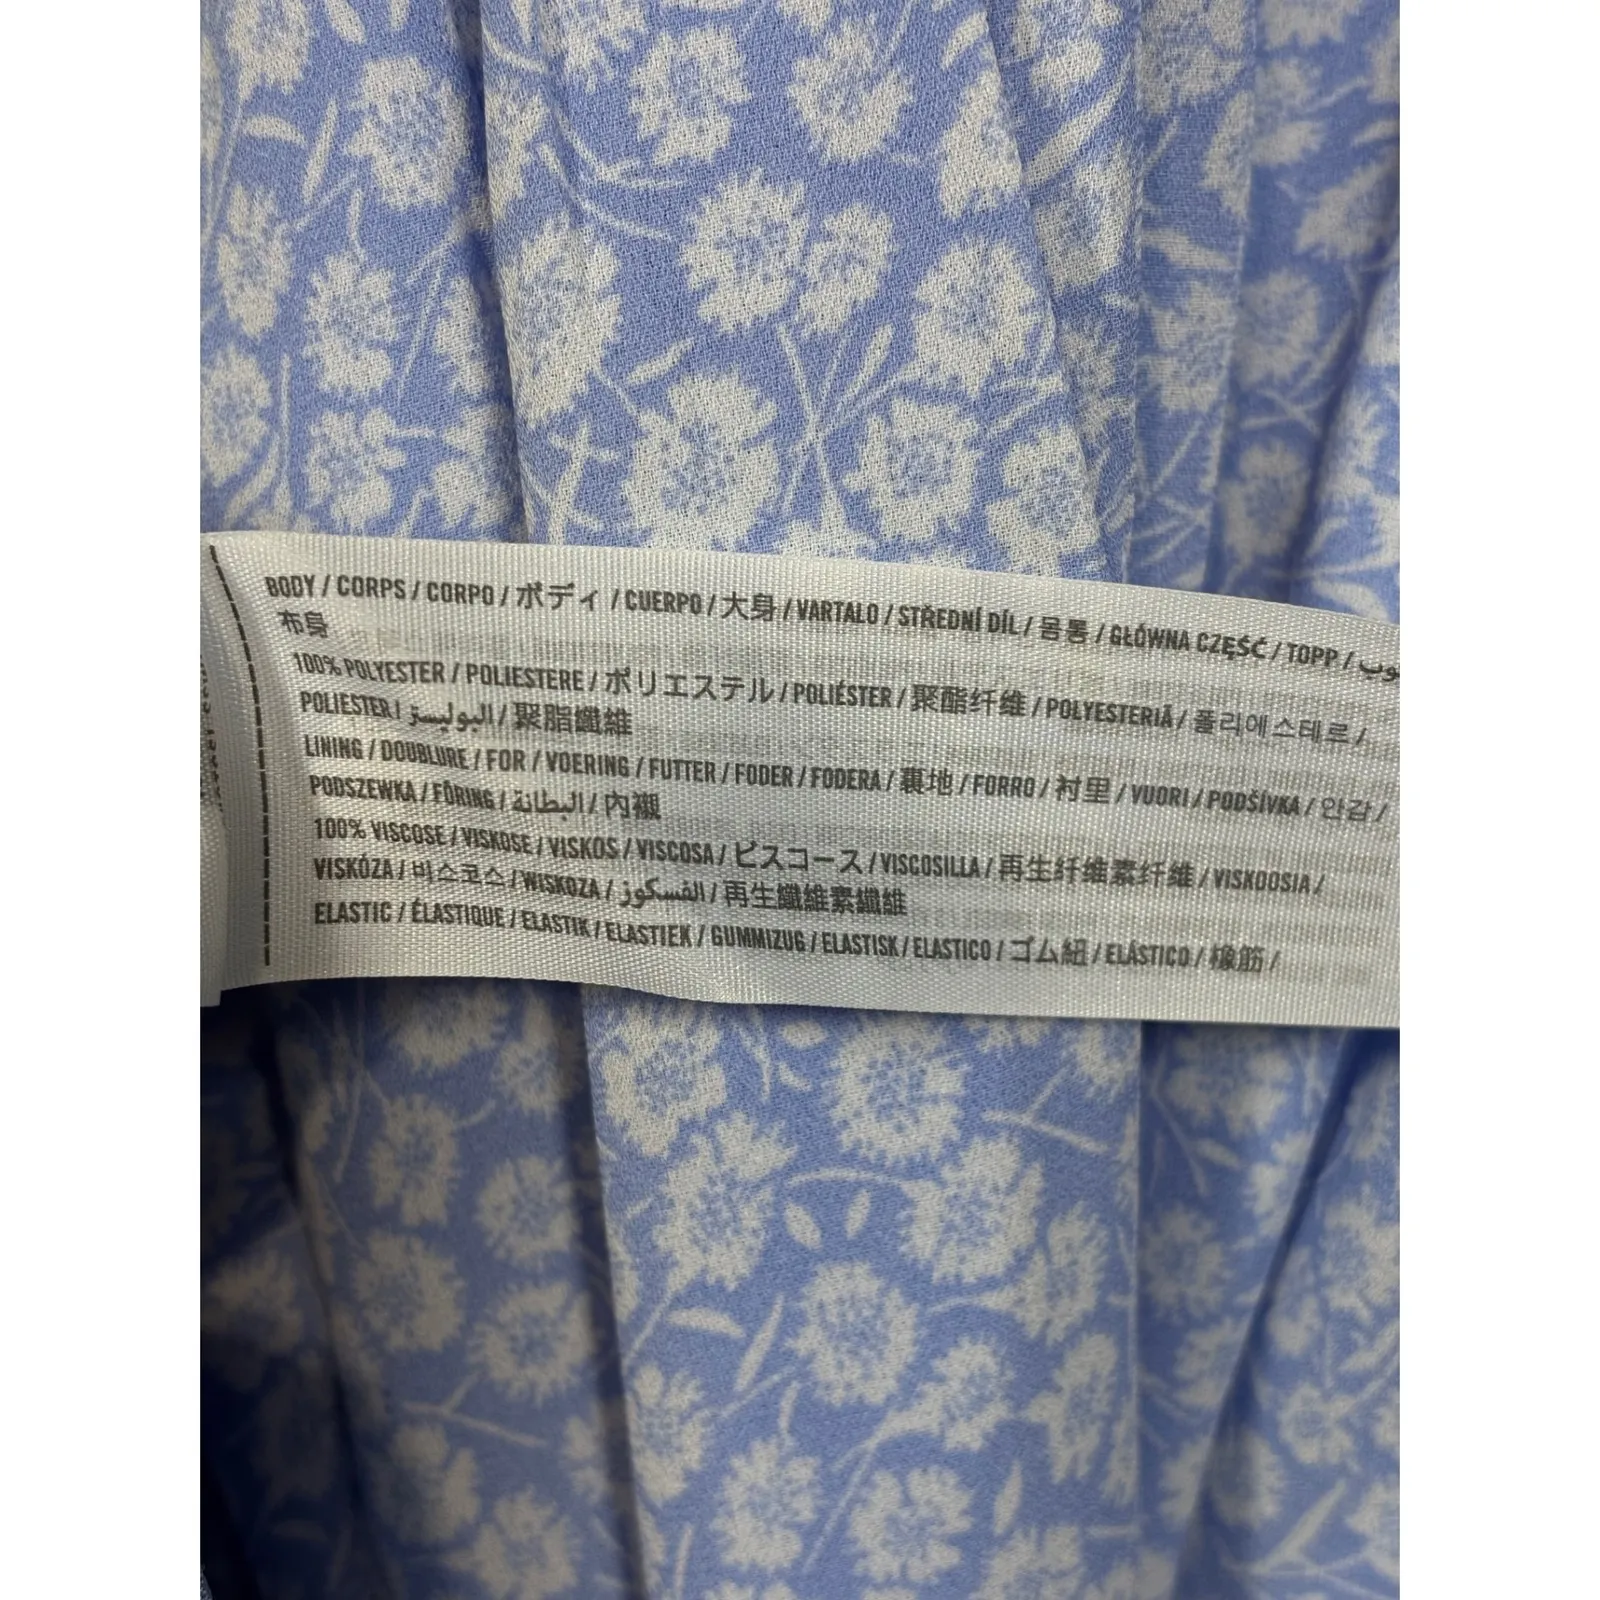 BODY / CORPS / CORPO / ボディ / CUERPO / 大身 / VARTALO / STŘEDNÍ DÍL / 몸통 / GŁÓWNA CZĘŚĆ / TOPP /
布身
100% POLYESTER / POLIESTERE / ポリエステル / POLIÉSTER / 聚酯纤维 / POLYESTERIÄ / 폴리에스테르 /
POLIESTER / البوليستر / 聚脂纖維
LINING / DOUBLURE / FOR / VOERING / FUTTER / FODER / FODERA / 裏地 / FORRO / 衬里 / VUORI / PODŠÍVKA / 안감 /
PODSZEWKA / FÔRING / البطانة / 內襯
100% VISCOSE / VISKOSE / VISKOS / VISCOSA / ビスコース / VISCOSILLA / 再生纤维素纤维 / VISKOOSIA /
VISKÓZA / 비스코스 / WISKOZA / الفسكوز / 再生纖維素纖維
ELASTIC / ÉLASTIQUE / ELASTIK / ELASTIEK / GUMMIZUG / ELASTISK / ELASTICO / ゴム紐 / ELÁSTICO / 橡筋 /